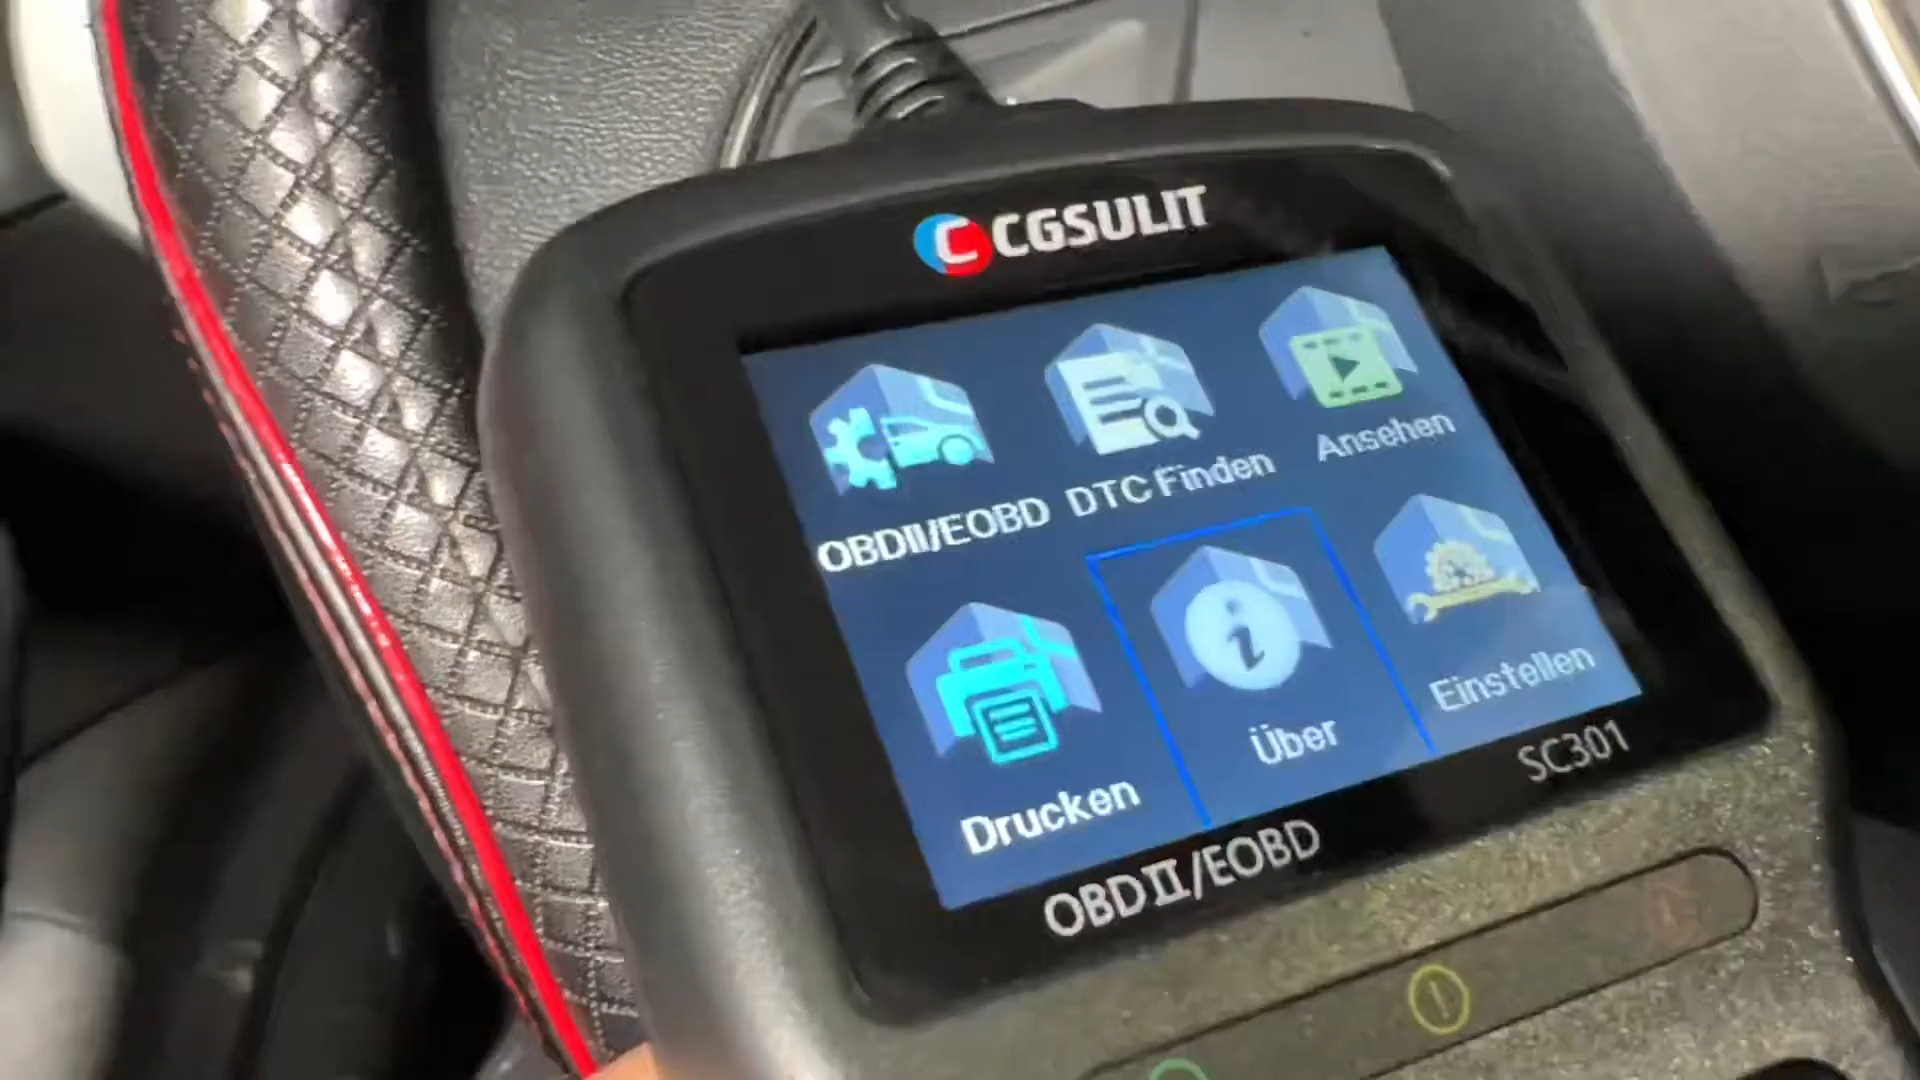 CGSULIT
OBDII/EOBD
DTC Finden
Ansehen
Drucken
Über
Einstellen
OBDII/EOBD
SC301